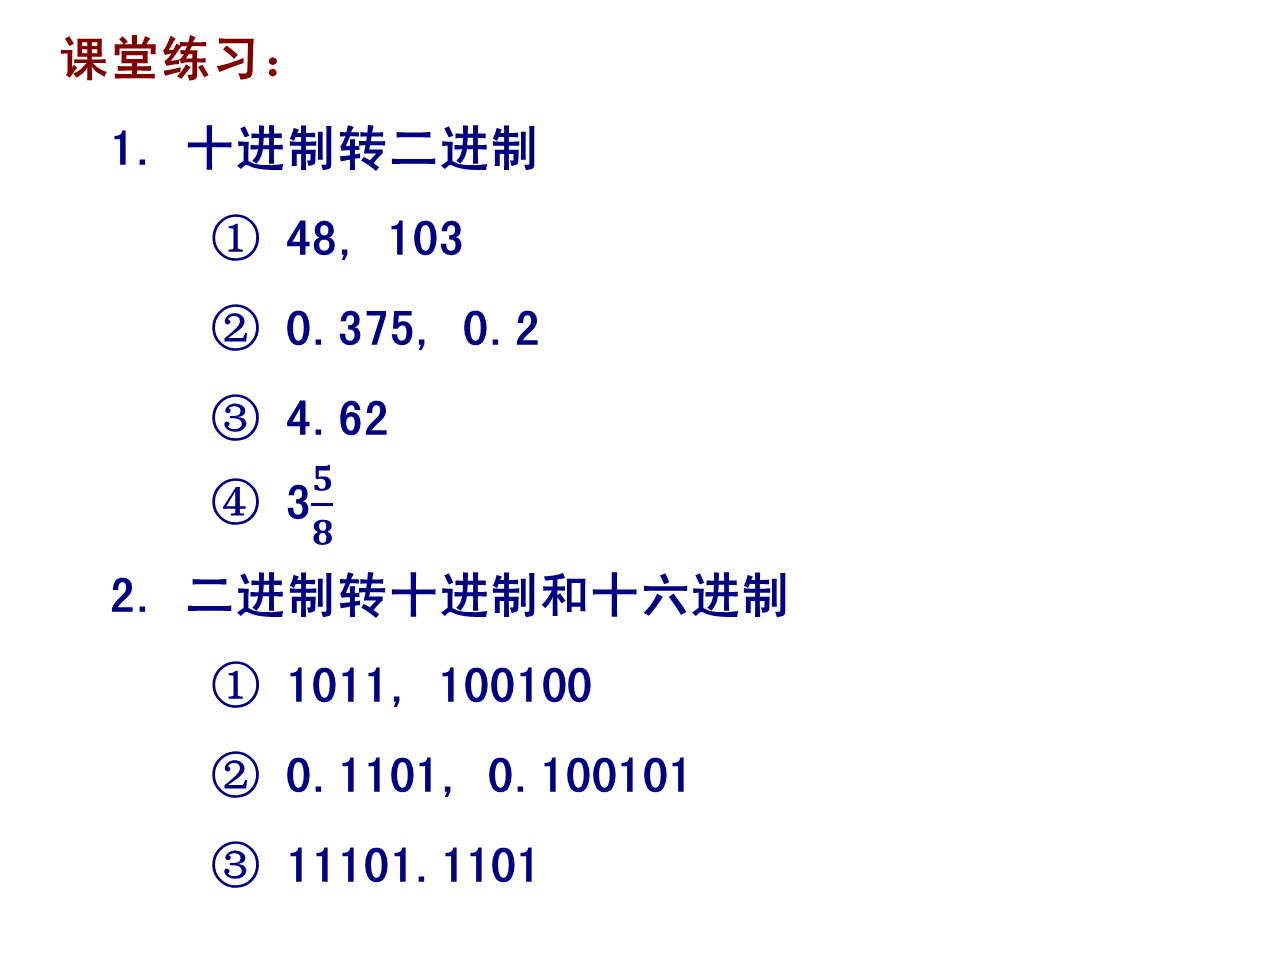 课堂练习：
1. 十进制转二进制
① 48, 103
② 0.375, 0.2
③ 4.62
④ 3 5/8
2. 二进制转十进制和十六进制
① 1011, 100100
② 0.1101, 0.100101
③ 11101.1101